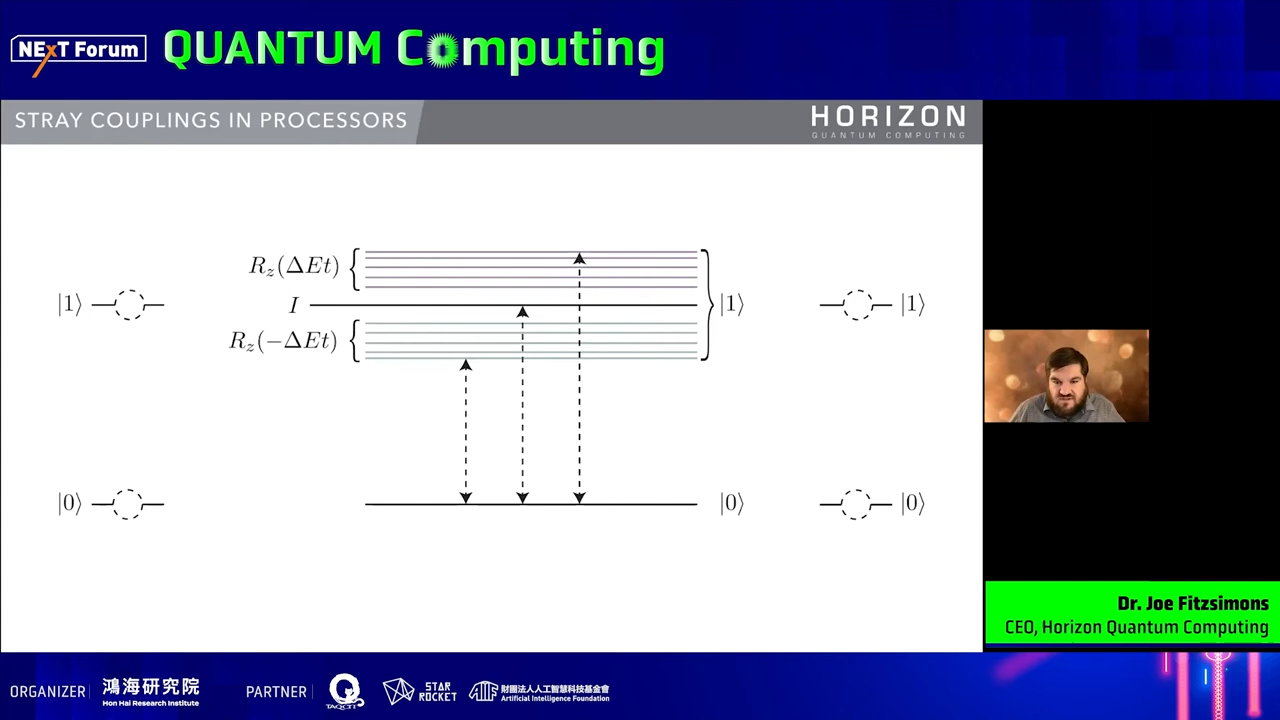 NExT Forum
QUANTUM Computing
STRAY COUPLINGS IN PROCESSORS
HORIZON
QUANTUM COMPUTING
R_z(ΔEt)
|1⟩
I
|1⟩
|1⟩
R_z(−ΔEt)
|0⟩
|0⟩
|0⟩
Dr. Joe Fitzsimons
CEO, Horizon Quantum Computing
ORGANIZER
鴻海研究院
Hon Hai Research Institute
PARTNER
TAQCIT
STAR
ROCKET
財團法人人工智慧科技基金會
Artificial Intelligence Foundation